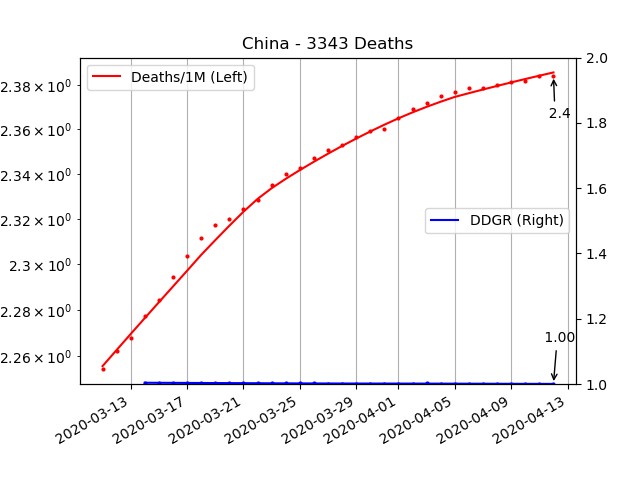 China - 3343 Deaths
Deaths/1M (Left)
DDGR (Right)
2.38 × 10⁰
2.36 × 10⁰
2.34 × 10⁰
2.32 × 10⁰
2.3 × 10⁰
2.28 × 10⁰
2.26 × 10⁰
2.0
1.8
1.6
1.4
1.2
1.0
2.4
1.00
2020-03-13
2020-03-17
2020-03-21
2020-03-25
2020-03-29
2020-04-01
2020-04-05
2020-04-09
2020-04-13